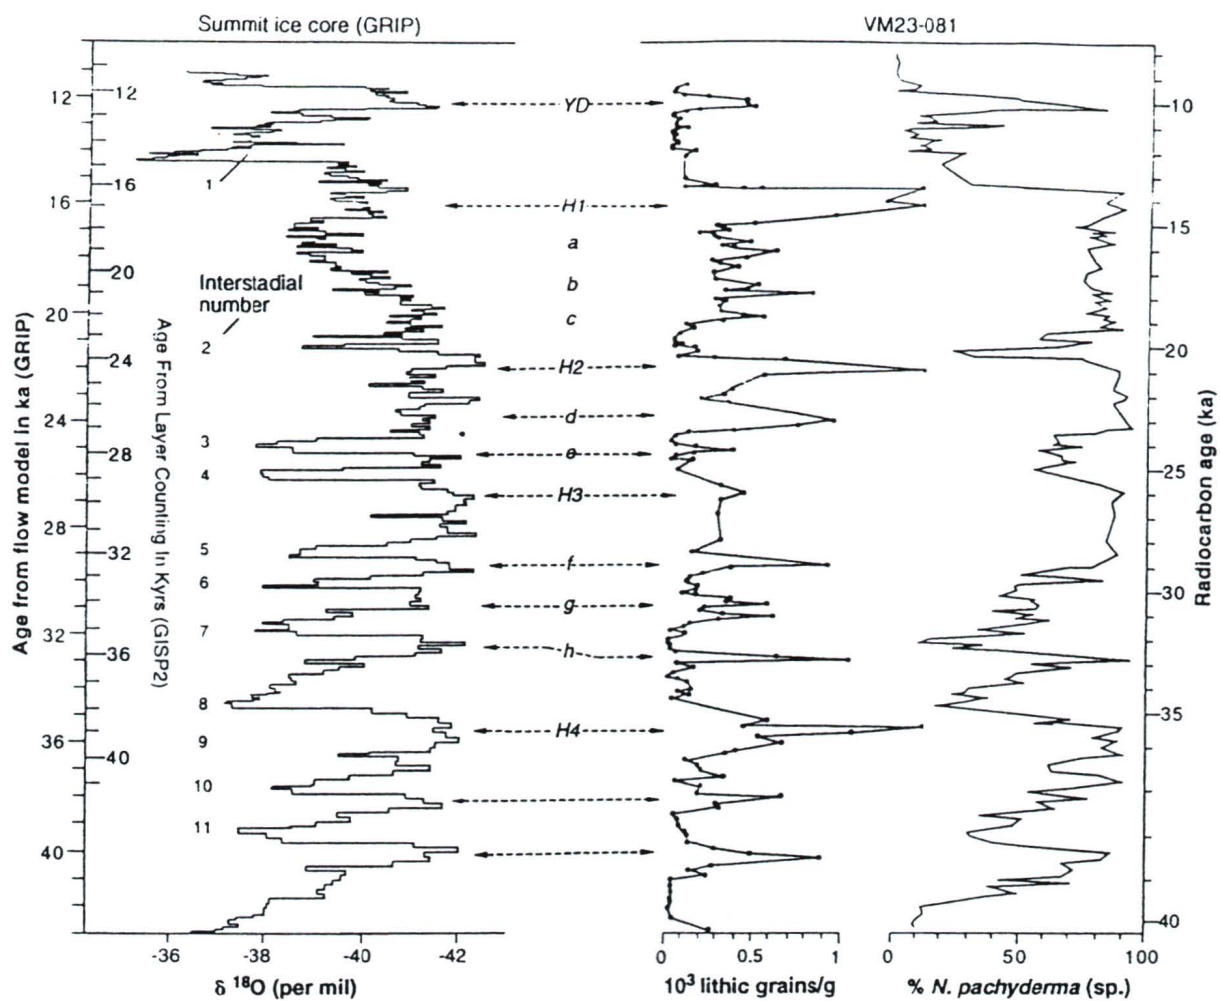 Summit ice core (GRIP)
VM23-081
12
12
YD
10
1
16
16
H1
15
a
20
Interstadial
number
b
20
c
2
24
H2
20
24
d
3
28
e
4
25
H3
28
5
32
f
6
30
g
7
32
36
h
8
H4
35
36
9
40
10
11
40
40
Age from flow model in ka (GRIP)
Age From Layer Counting In Kyrs (GISP2)
Radiocarbon age (ka)
-36 -38 -40 -42
0 0.5 1
0 50 100
δ 18O (per mil)
10³ lithic grains/g
% N. pachyderma (sp.)